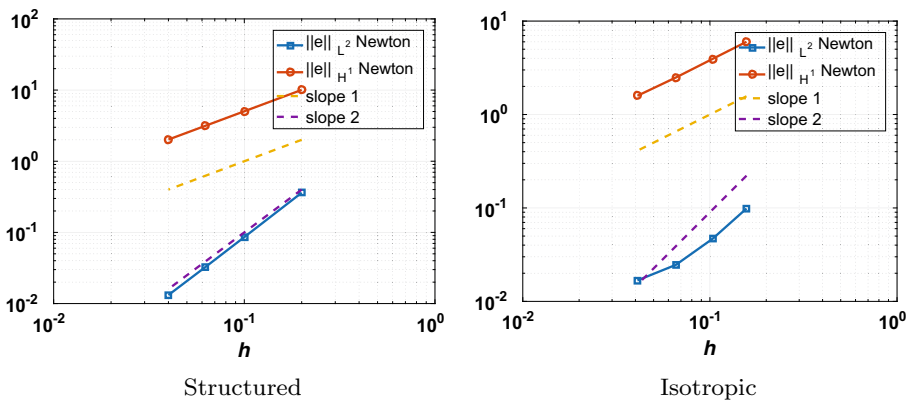 10^2
10^1
10^0
10^-1
10^-2
10^-2
10^-1
10^0
h
||e|| L^2 Newton
||e|| H^1 Newton
slope 1
slope 2
Structured
10^1
10^0
10^-1
10^-2
10^-2
10^-1
10^0
h
||e|| L^2 Newton
||e|| H^1 Newton
slope 1
slope 2
Isotropic